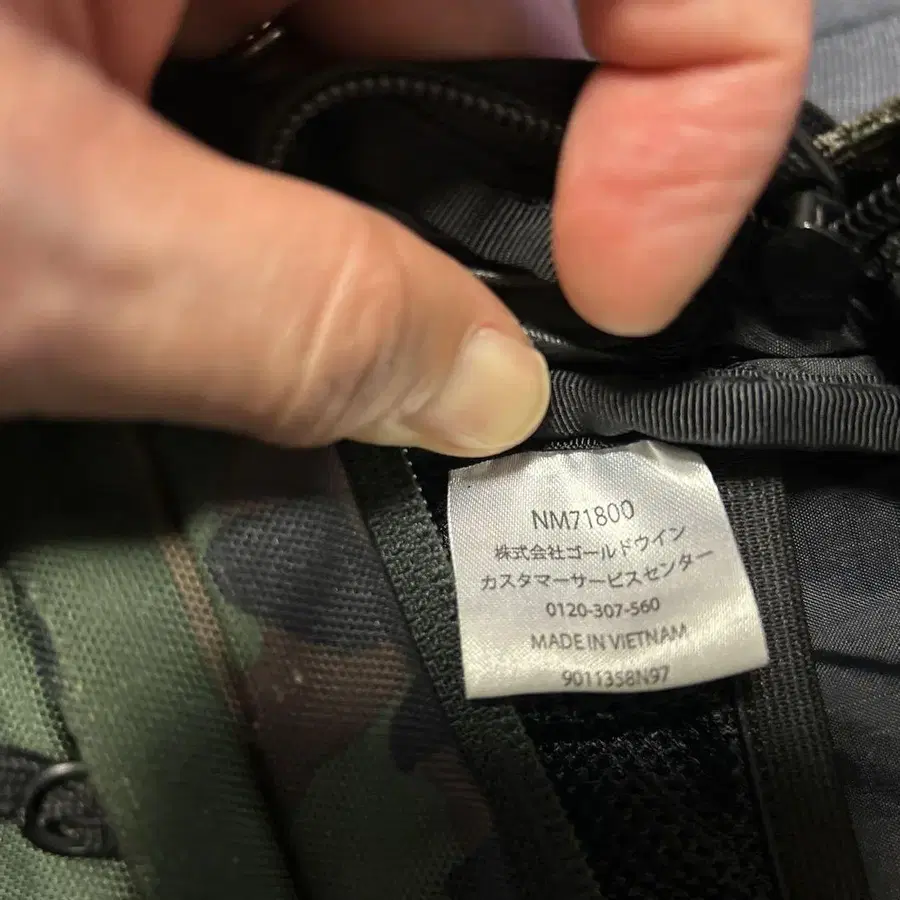 NM71800
株式会社ゴールドウイン
カスタマーサービスセンター
0120-307-560
MADE IN VIETNAM
901135BN97